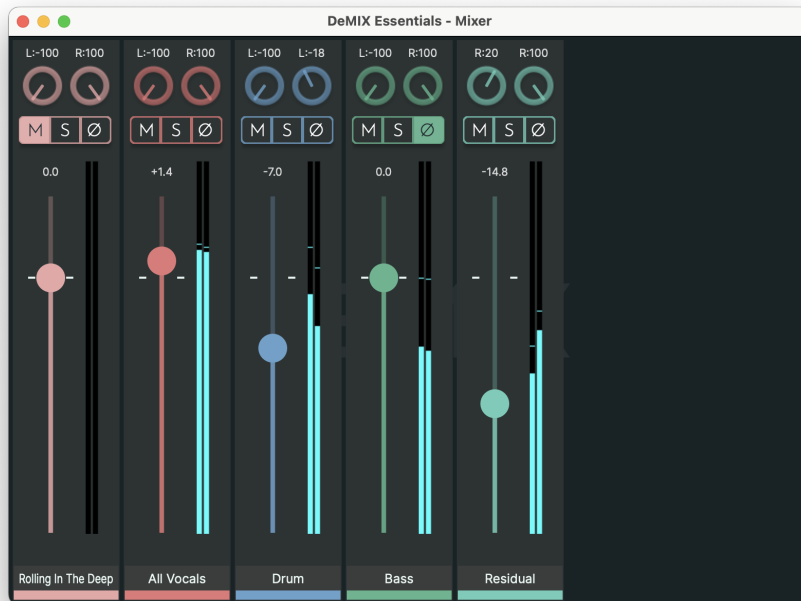 DeMIX Essentials - Mixer
L:-100 R:100 L:-100 R:100 L:-100 L:-18 L:-100 R:100 R:20 R:100
M S Ø M S Ø M S Ø M S Ø M S Ø
0.0 +1.4 -7.0 0.0 -14.8
Rolling In The Deep All Vocals Drum Bass Residual